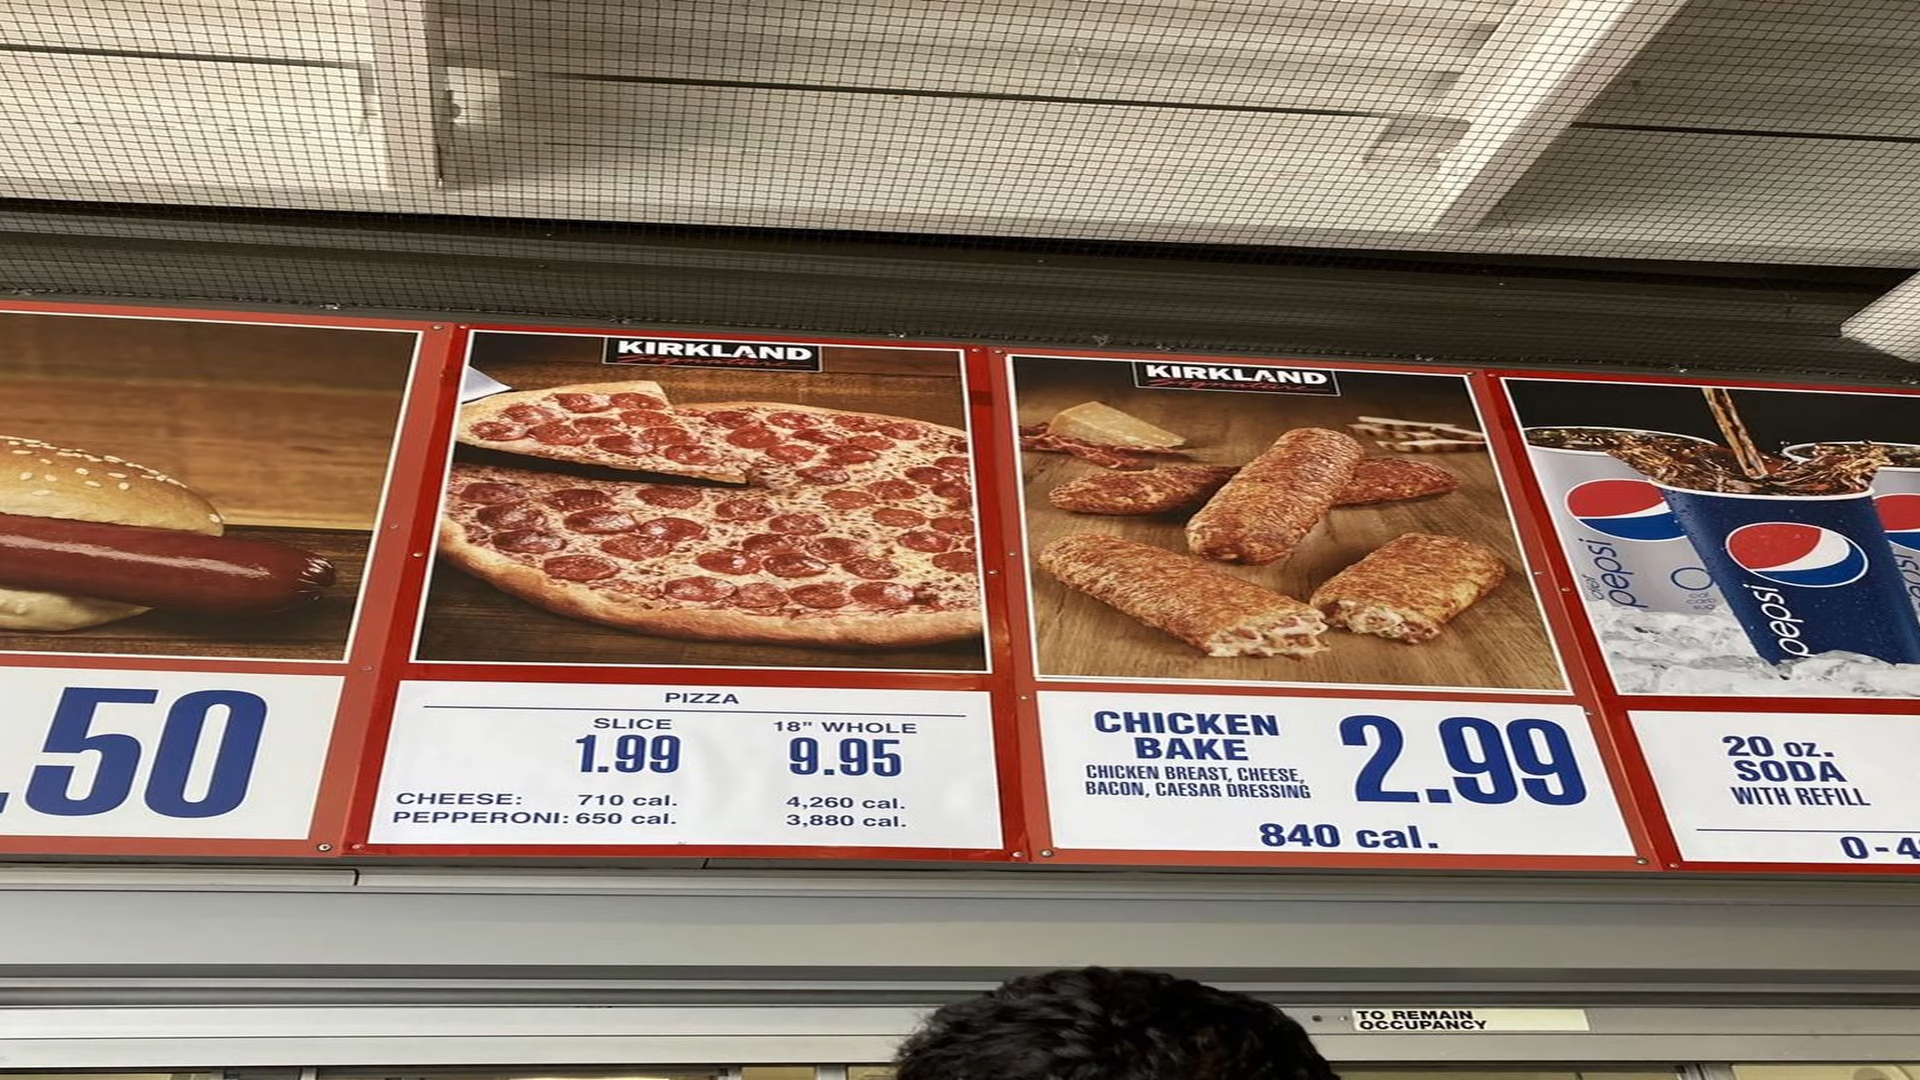 .50
KIRKLAND
Signature
PIZZA
SLICE 18" WHOLE
1.99 9.95
CHEESE: 710 cal. 4,260 cal.
PEPPERONI: 650 cal. 3,880 cal.
KIRKLAND
Signature
CHICKEN
BAKE
CHICKEN BREAST, CHEESE,
BACON, CAESAR DRESSING
2.99
840 cal.
pepsi
pepsi
20 oz.
SODA
WITH REFILL
0-4
TO REMAIN
OCCUPANCY